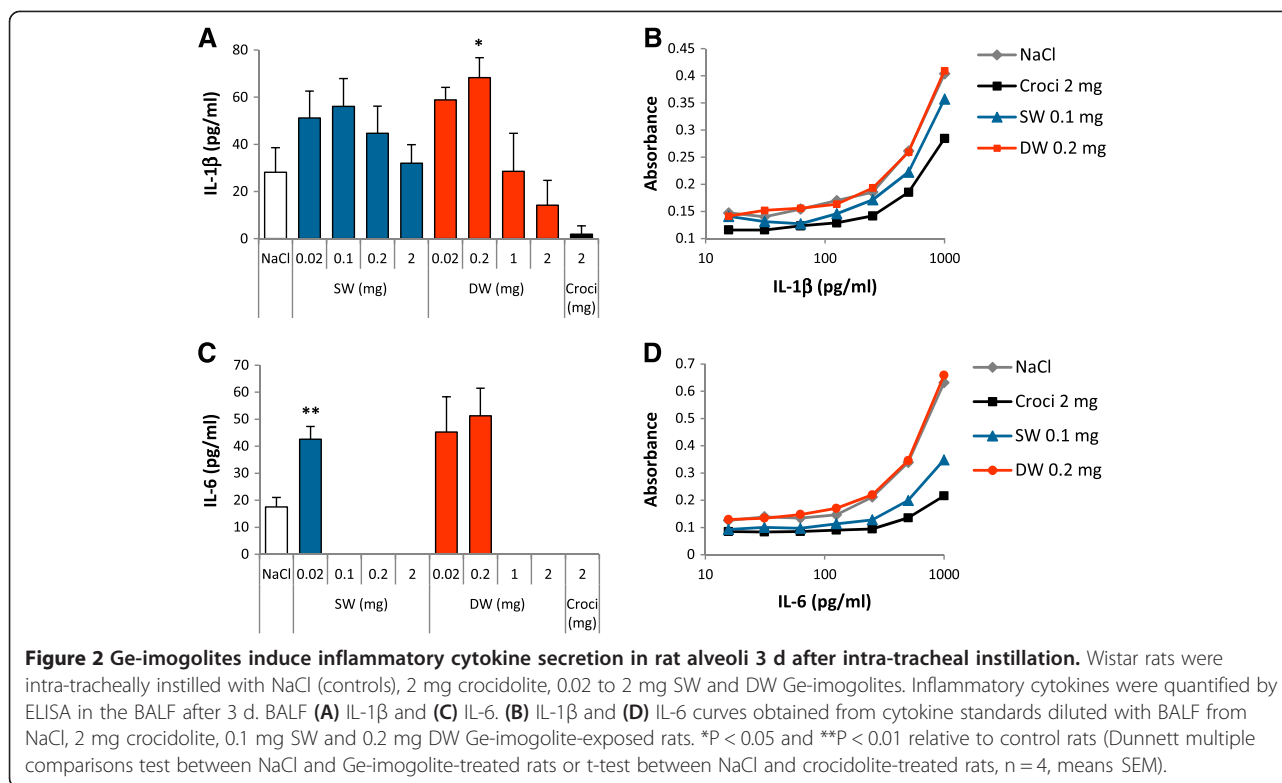 A
IL-1β (pg/ml)
80
60
40
20
0
*
NaCl 0.02 0.1 0.2 2 0.02 0.2 1 2 2
SW (mg) DW (mg) Croci (mg)
B
Absorbance
0.45
0.4
0.35
0.3
0.25
0.2
0.15
0.1
10 100 1000
IL-1β (pg/ml)
NaCl
Croci 2 mg
SW 0.1 mg
DW 0.2 mg
C
IL-6 (pg/ml)
70
60
50
40
30
20
10
0
**
NaCl 0.02 0.1 0.2 2 0.02 0.2 1 2 2
SW (mg) DW (mg) Croci (mg)
D
Absorbance
0.7
0.6
0.5
0.4
0.3
0.2
0.1
0
10 100 1000
IL-6 (pg/ml)
NaCl
Croci 2 mg
SW 0.1 mg
DW 0.2 mg
Figure 2 Ge-imogolites induce inflammatory cytokine secretion in rat alveoli 3 d after intra-tracheal instillation. Wistar rats were
intra-tracheally instilled with NaCl (controls), 2 mg crocidolite, 0.02 to 2 mg SW and DW Ge-imogolites. Inflammatory cytokines were quantified by
ELISA in the BALF after 3 d. BALF (A) IL-1β and (C) IL-6. (B) IL-1β and (D) IL-6 curves obtained from cytokine standards diluted with BALF from
NaCl, 2 mg crocidolite, 0.1 mg SW and 0.2 mg DW Ge-imogolite-exposed rats. *P < 0.05 and **P < 0.01 relative to control rats (Dunnett multiple
comparisons test between NaCl and Ge-imogolite-treated rats or t-test between NaCl and crocidolite-treated rats, n = 4, means SEM).